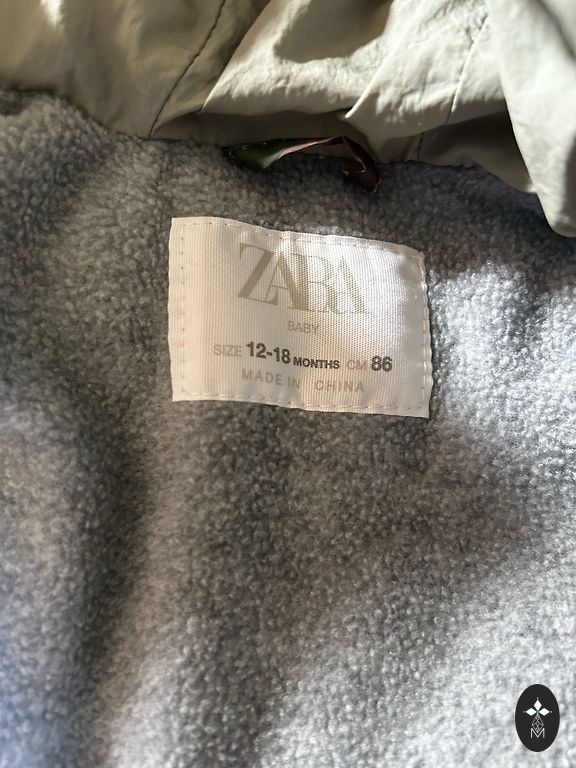 ZARA
BABY
SIZE 12-18 MONTHS CM 86
MADE IN CHINA
M